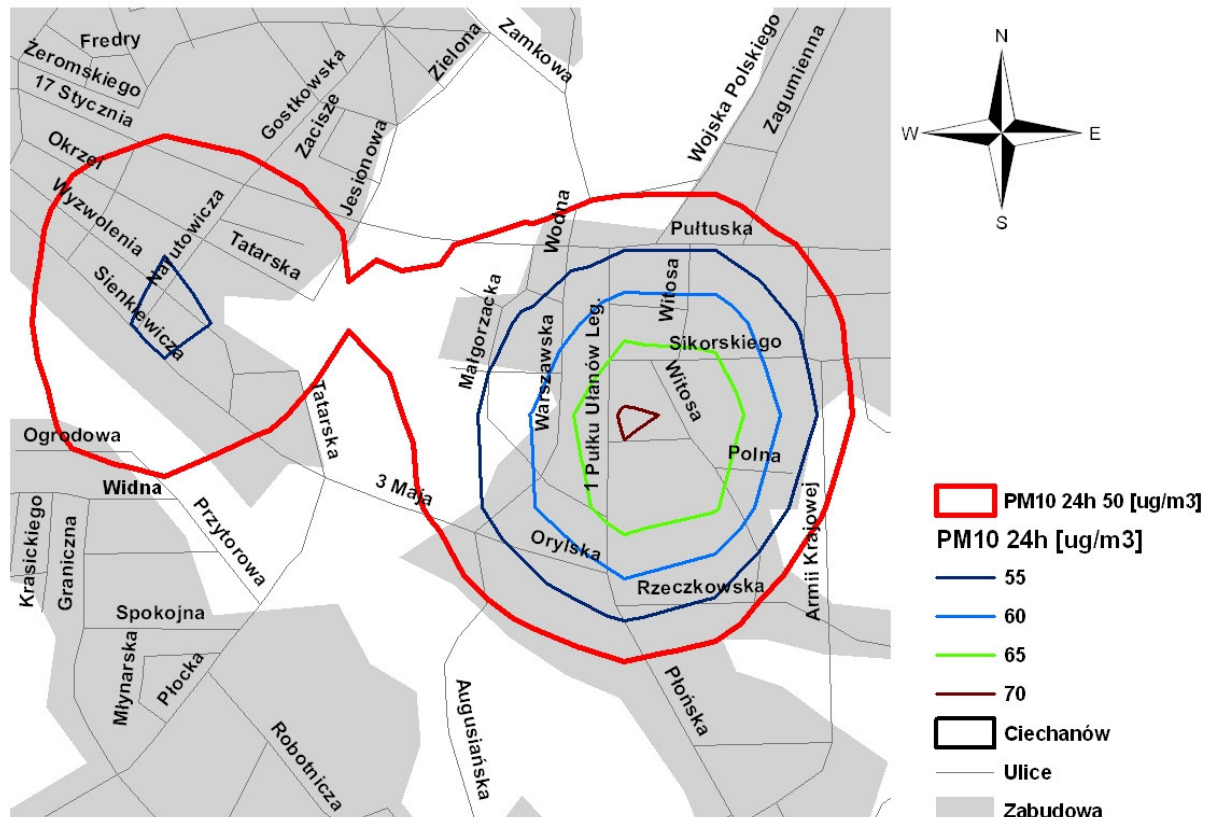 Fredry
Żeromskiego
17 Stycznia
Okrzei
Wyzwolenia
Sienkiewicza
Narutowicza
Tatarska
Gostkowska
Zacisze
Jesionowa
Zielona
Zamkowa
Wojska Polskiego
Zagumienna
Wodna
Pułtuska
Małgorzacka
Warszawska
1 Pułku Ułanów Leg.
Witosa
Sikorskiego
Witosa
Polna
Armii Krajowej
Tatarska
3 Maja
Orylska
Rzeczkowska
Ogrodowa
Widna
Przytorowa
Krasickiego
Graniczna
Spokojna
Młynarska
Płocka
Robotnicza
Augusiańska
Płońska
N
W
E
S
PM10 24h 50 [ug/m3]
PM10 24h [ug/m3]
55
60
65
70
Ciechanów
Ulice
Zabudowa